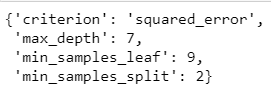 {'criterion': 'squared_error',
 'max_depth': 7,
 'min_samples_leaf': 9,
 'min_samples_split': 2}